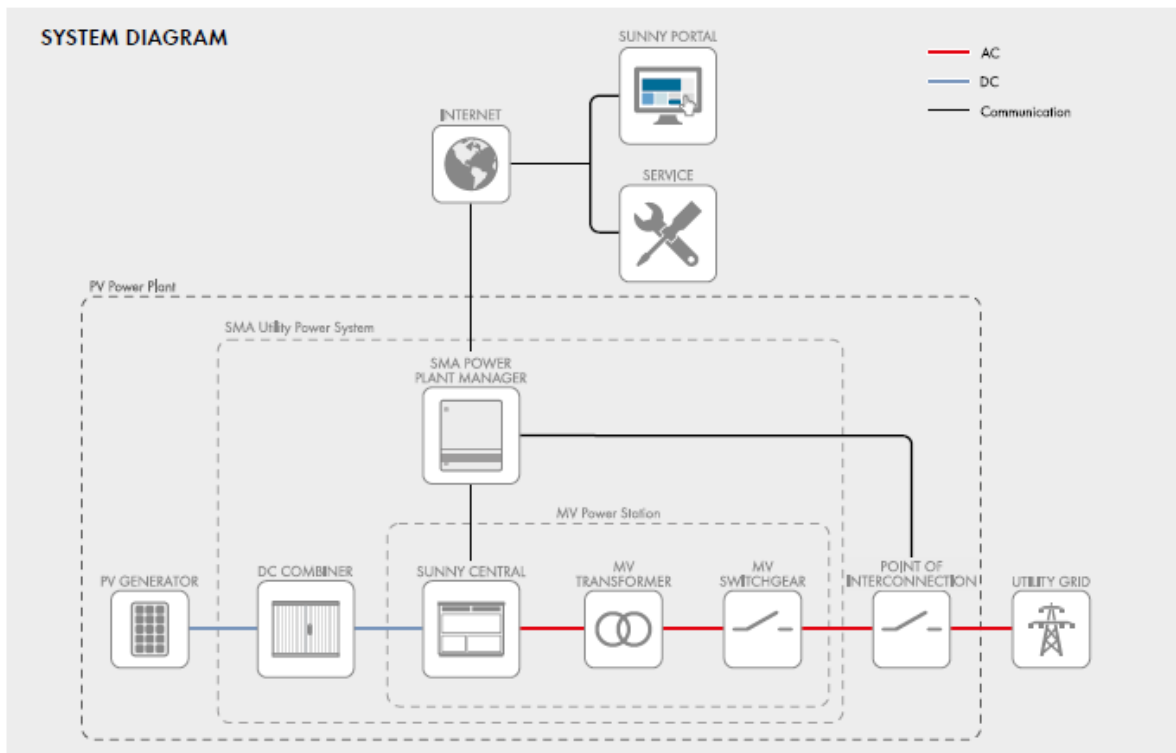 SYSTEM DIAGRAM
SUNNY PORTAL
AC
DC
Communication
INTERNET
SERVICE
PV Power Plant
SMA Utility Power System
SMA POWER
PLANT MANAGER
MV Power Station
PV GENERATOR
DC COMBINER
SUNNY CENTRAL
MV
TRANSFORMER
MV
SWITCHGEAR
POINT OF
INTERCONNECTION
UTILITY GRID